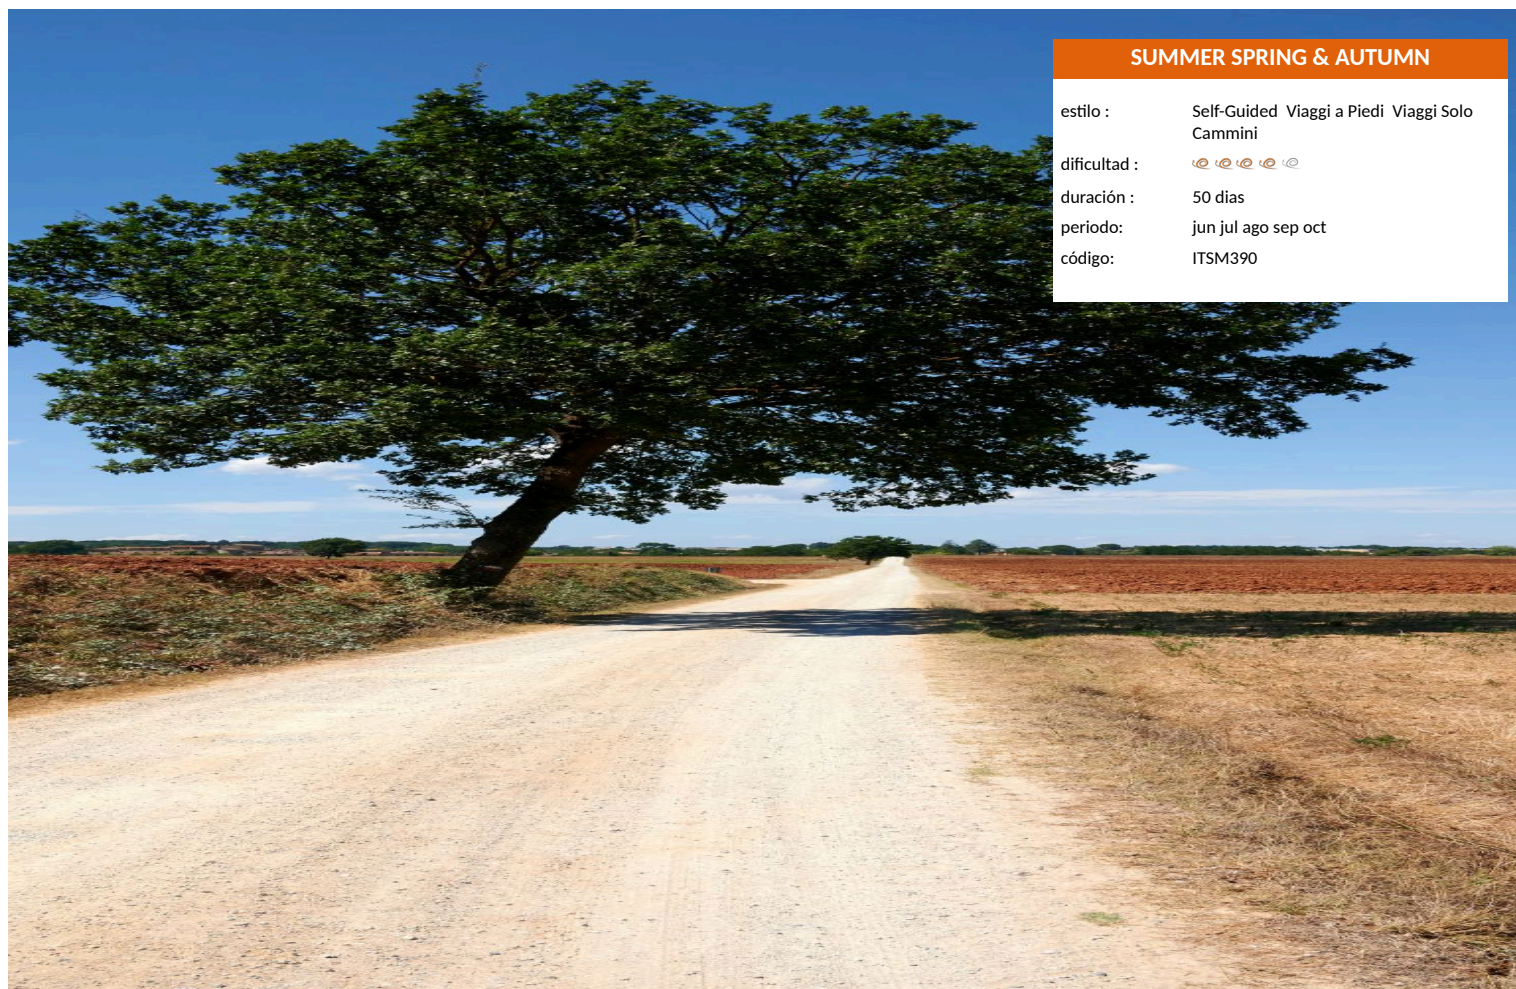 SUMMER SPRING & AUTUMN
estilo : Self-Guided Viaggi a Piedi Viaggi Solo
Cammini
dificultad :
duración : 50 dias
periodo: jun jul ago sep oct
código: ITSM390